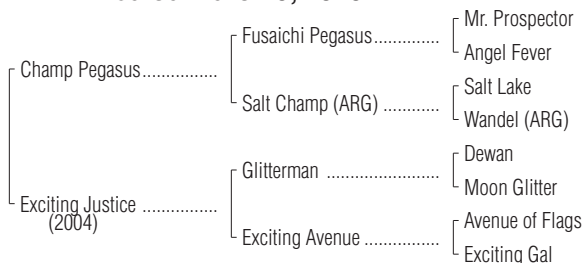 Mr. Prospector
Fusaichi Pegasus..............
Angel Fever
Champ Pegasus................
Salt Lake
Salt Champ (ARG) ............
Wandel (ARG)
Dewan
Glitterman .....................
Moon Glitter
Exciting Justice ................
(2004)
Avenue of Flags
Exciting Avenue ...............
Exciting Gal